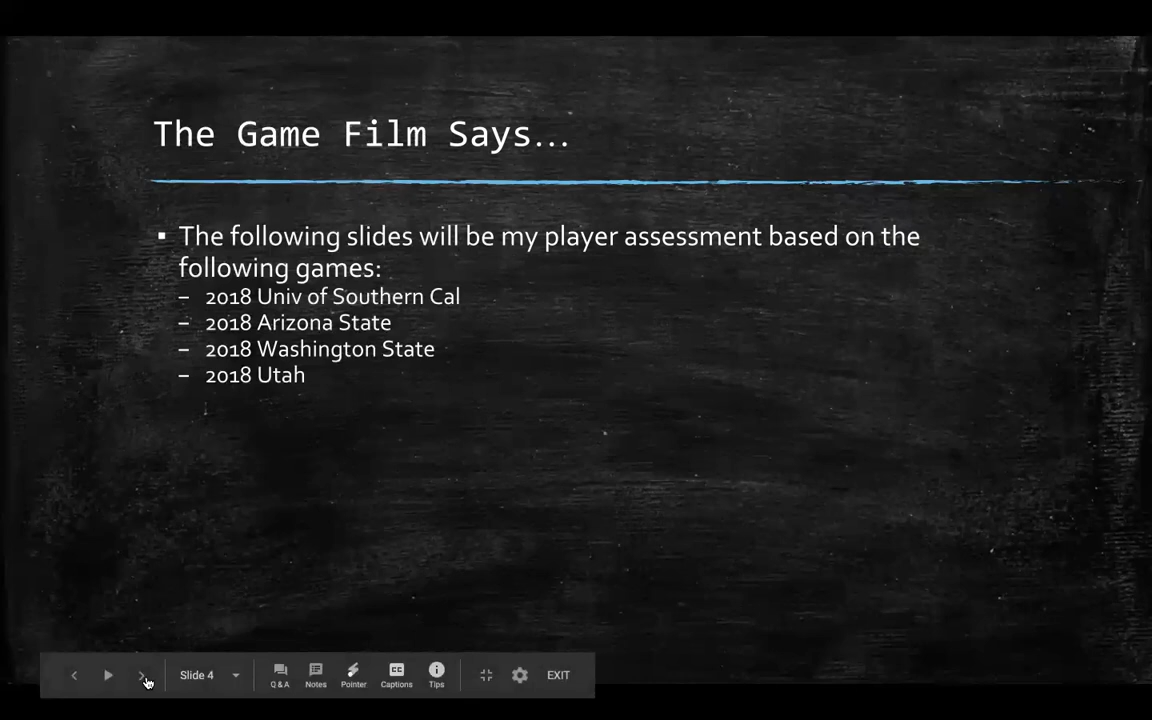 The Game Film Says...
▪ The following slides will be my player assessment based on the
following games:
– 2018 Univ of Southern Cal
– 2018 Arizona State
– 2018 Washington State
– 2018 Utah
Slide 4
Q & A
Notes
Pointer
CC
Captions
Tips
EXIT